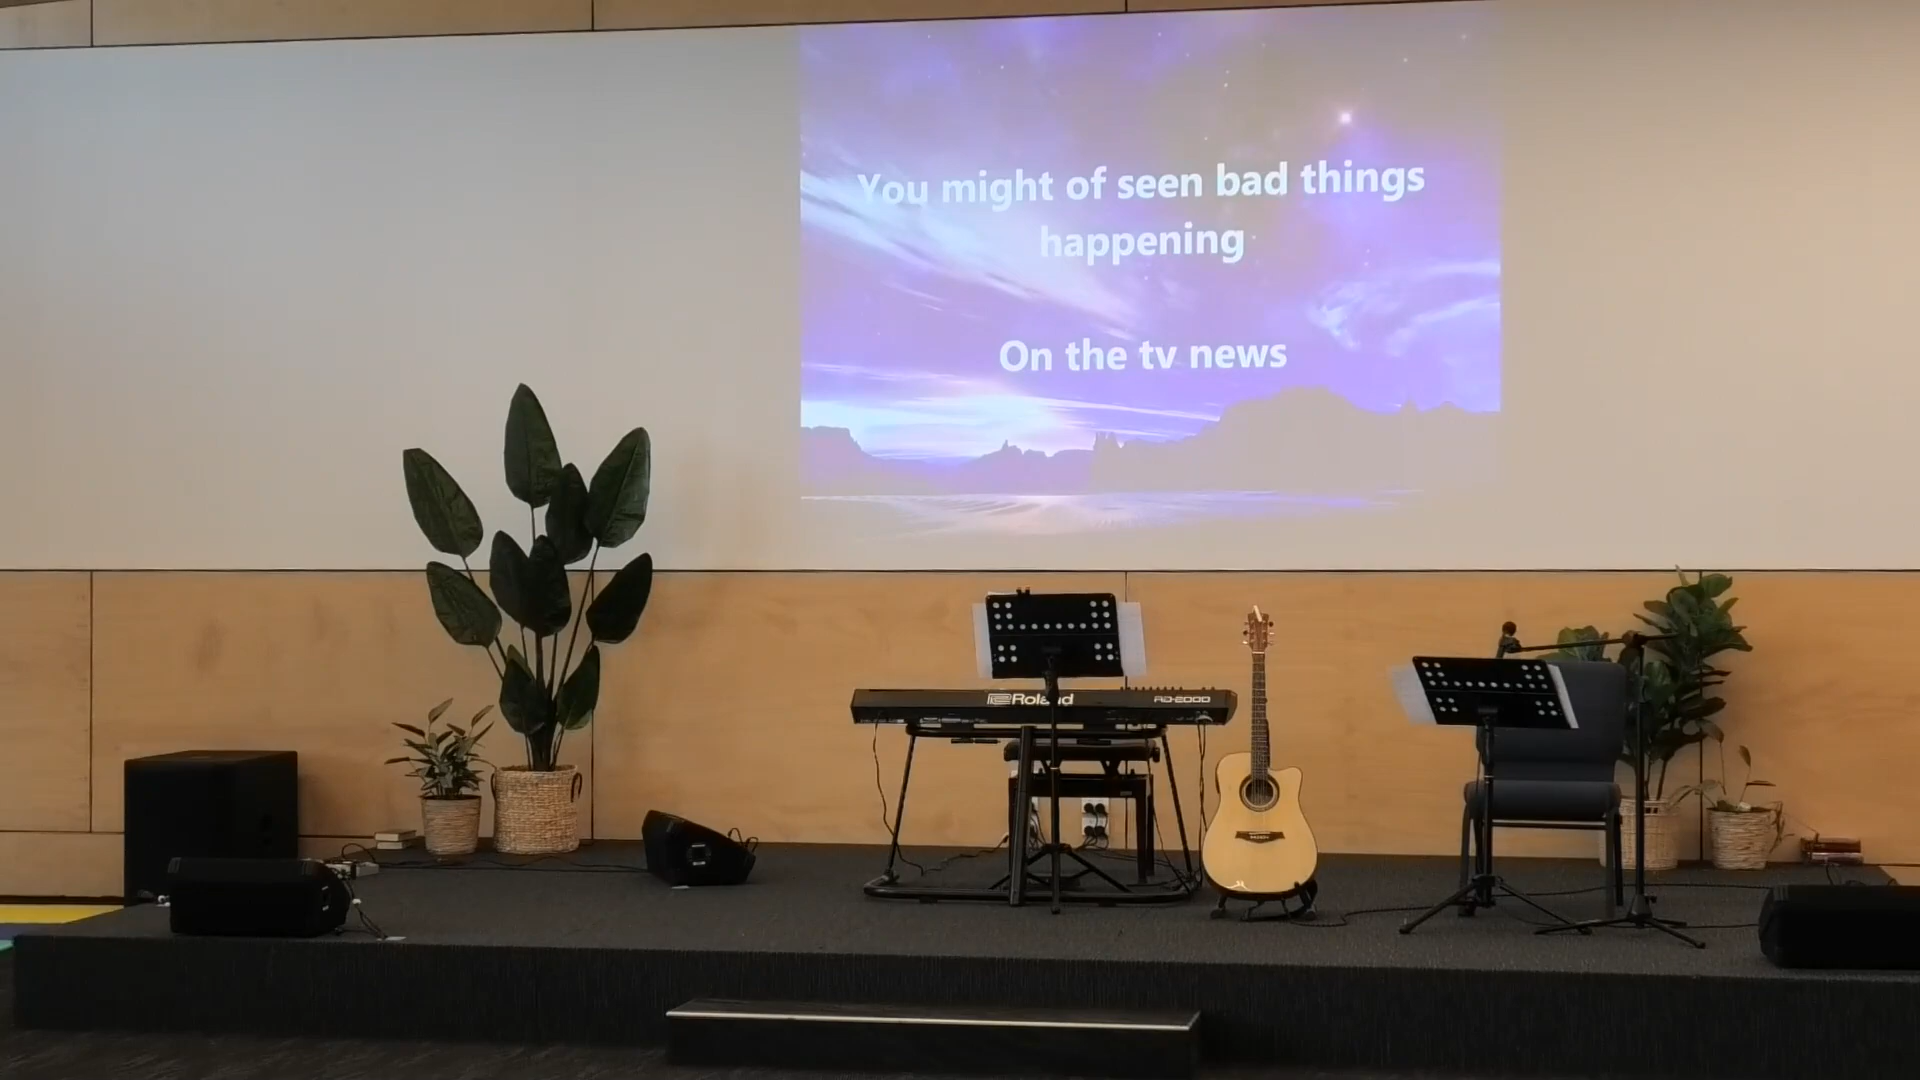 You might of seen bad things
happening
On the tv news
Roland
RD-2000